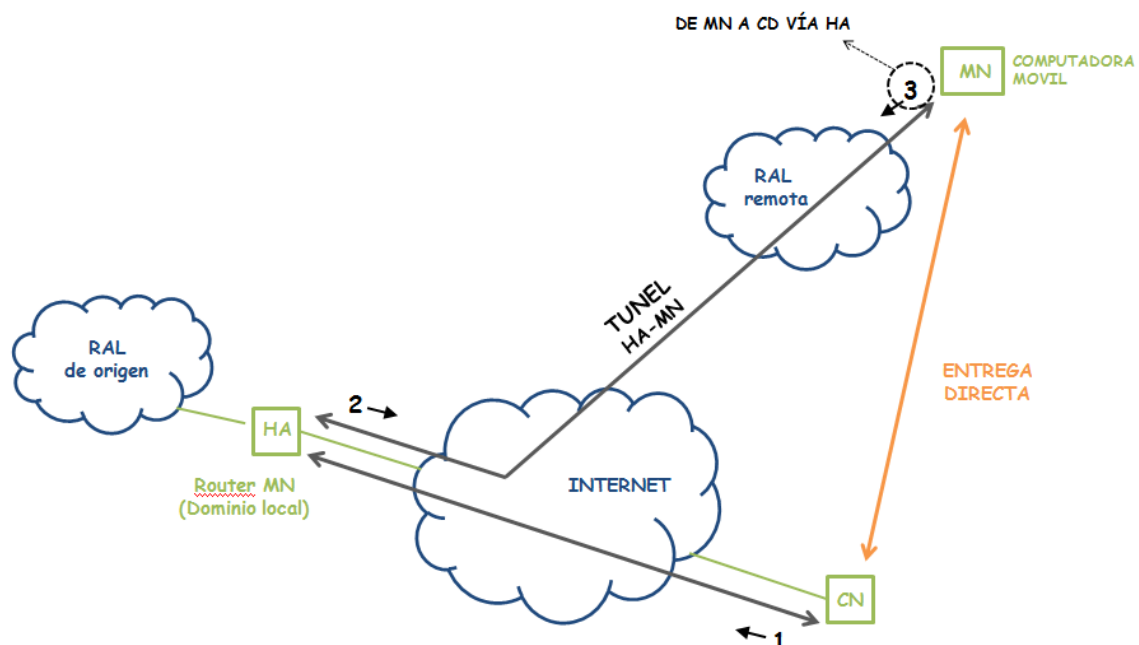 DE MN A CD VÍA HA
MN
COMPUTADORA
MOVIL
3
RAL
remota
TUNEL
HA-MN
RAL
de origen
2
HA
ENTREGA
DIRECTA
Router MN
(Dominio local)
INTERNET
CN
1